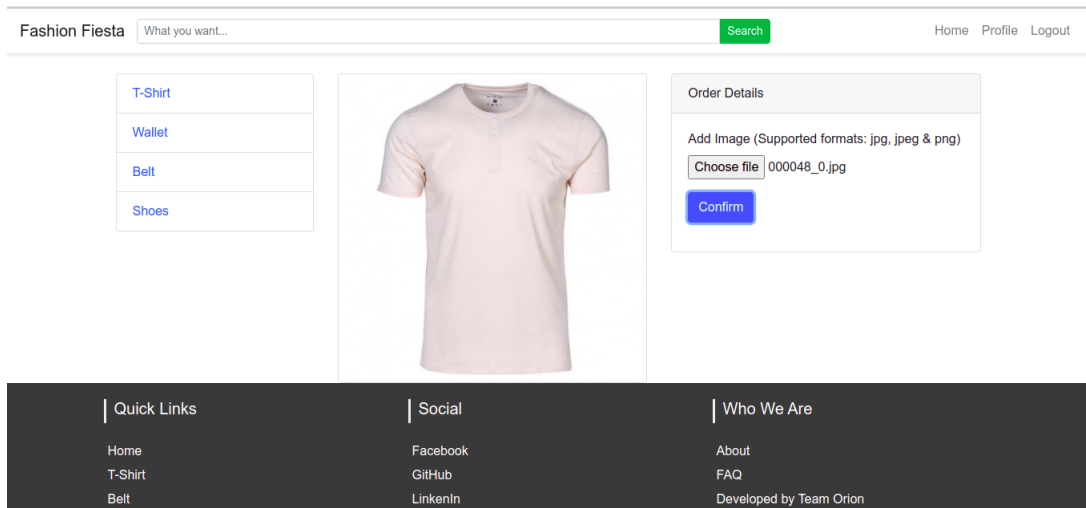 Fashion Fiesta What you want... Search Home Profile Logout
T-Shirt
Wallet
Belt
Shoes
Order Details
Add Image (Supported formats: jpg, jpeg & png)
Choose file 000048_0.jpg
Confirm
Quick Links
Home
T-Shirt
Belt
Social
Facebook
GitHub
LinkenIn
Who We Are
About
FAQ
Developed by Team Orion